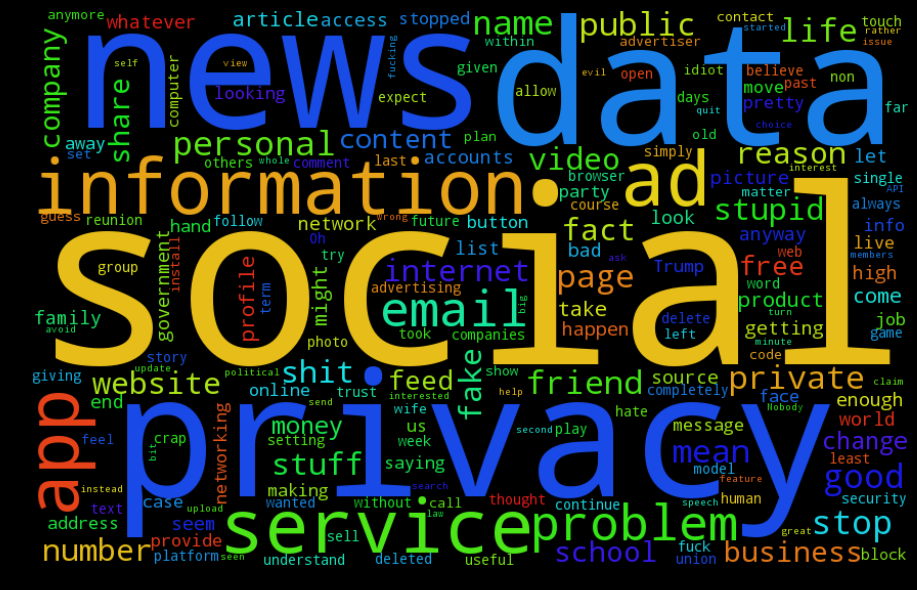 anymore
whatever
article
access
stopped
name
public
contact
life
touch
started
rather
issue
company
share
self
computer
news
view
looking
fucking
within
given
expect
data
advertiser
evil
open
allow
idiot
days
quit
believe
move
past
pretty
non
choice
far
old
away
set
personal
content
plan
others
whole
comment
last
accounts
video
browser
party
simply
reason
let
picture
interest
single
matter
API
information
ad
guess
reunion
hand
follow
network
wrong
future
button
course
fact
look
stupid
always
info
members
anyway
live
government
install
Oh
try
list
bad
group
profile
term
might
internet
ask
page
Trump
web
free
high
word
product
come
social
advertising
email
big
take
delete
turn
family
avoid
photo
took
companies
happen
left
getting
minute
job
game
code
story
update
political
shit
fake
show
friend
source
completely
private
claim
giving
website
online
trust
interested
feed
help
face
enough
end
send
wife
hate
Nobody
app
networking
money
us
second
play
message
world
feel
crap
bit
setting
week
mean
change
stuff
saying
model
least
instead
making
search
feature
good
privacy
text
case
wanted
without
call
thought
continue
speech
human
security
address
seem
upload
law
service
problem
great
stop
number
provide
sell
platform
seen
understand
deleted
useful
school
fuck
union
business
block